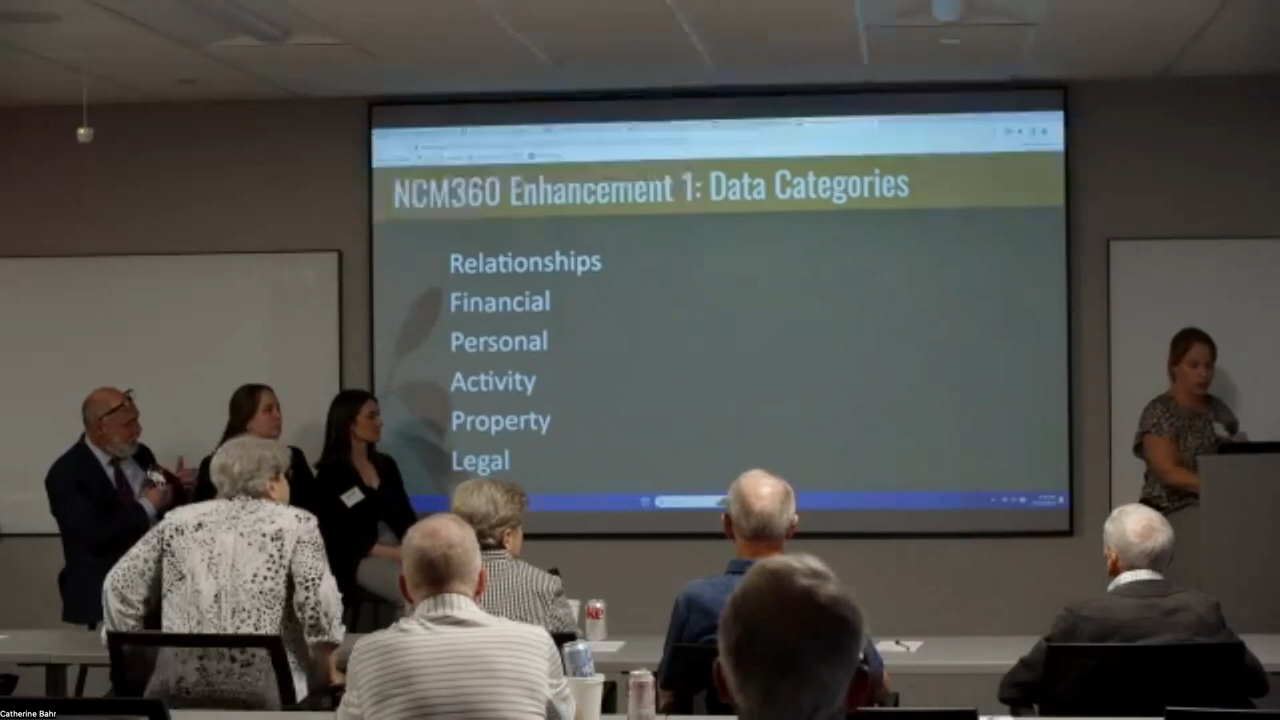 NCM360 Enhancement 1: Data Categories
Relationships
Financial
Personal
Activity
Property
Legal
Catherine Bahr